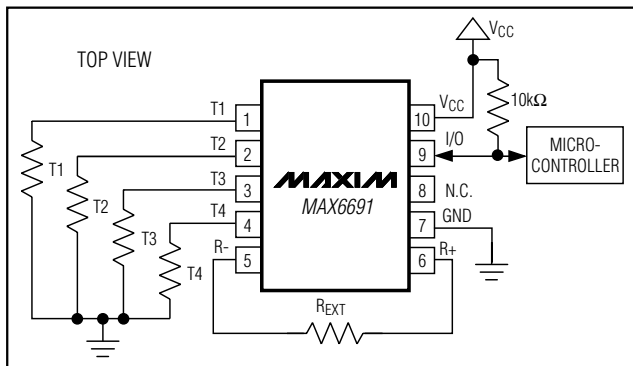 TOP VIEW
VCC
10kΩ
T1
T2
T3
T4
R-
1
2
3
4
5
MAXIM
MAX6691
10
9
8
7
6
VCC
I/O
N.C.
GND
R+
MICRO-
CONTROLLER
T1
T2
T3
T4
REXT